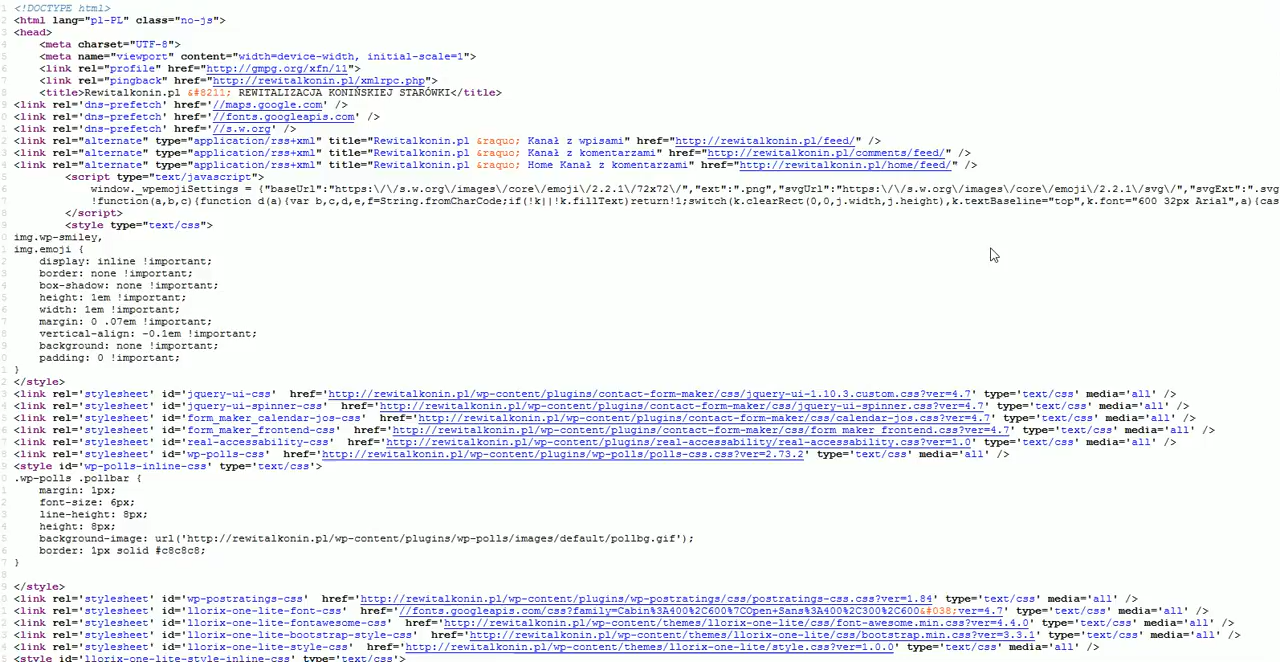 <!DOCTYPE html>
<html lang="pl-PL" class="no-js">
<head>
<meta charset="UTF-8">
<meta name="viewport" content="width=device-width, initial-scale=1">
<link rel="profile" href="http://gmpg.org/xfn/11">
<link rel="pingback" href="http://rewitalkonin.pl/xmlrpc.php">
<title>Rewitalkonin.pl &#8211; REWITALIZACJA KONIŃSKIEJ STARÓWKI</title>
<link rel='dns-prefetch' href='//maps.google.com' />
<link rel='dns-prefetch' href='//fonts.googleapis.com' />
<link rel='dns-prefetch' href='//s.w.org' />
<link rel="alternate" type="application/rss+xml" title="Rewitalkonin.pl &raquo; Kanał z wpisami" href="http://rewitalkonin.pl/feed/" />
<link rel="alternate" type="application/rss+xml" title="Rewitalkonin.pl &raquo; Kanał z komentarzami" href="http://rewitalkonin.pl/comments/feed/" />
<link rel="alternate" type="application/rss+xml" title="Rewitalkonin.pl &raquo; Home Kanał z komentarzami" href="http://rewitalkonin.pl/home/feed/" />
<script type="text/javascript">
window._wpemojiSettings = {"baseUrl":"https:\/\/s.w.org\/images\/core\/emoji\/2.2.1\/72x72\/","ext":".png","svgUrl":"https:\/\/s.w.org\/images\/core\/emoji\/2.2.1\/svg\/","svgExt":".svg
!function(a,b,c){function d(a){var b,c,d,e,f=String.fromCharCode;if(!k||!k.fillText)return!1;switch(k.clearRect(0,0,j.width,j.height),k.textBaseline="top",k.font="600 32px Arial",a){cas
</script>
<style type="text/css">
img.wp-smiley,
img.emoji {
display: inline !important;
border: none !important;
box-shadow: none !important;
height: 1em !important;
width: 1em !important;
margin: 0 .07em !important;
vertical-align: -0.1em !important;
background: none !important;
padding: 0 !important;
}
</style>
<link rel='stylesheet' id='jquery-ui-css'  href='http://rewitalkonin.pl/wp-content/plugins/contact-form-maker/css/jquery-ui-1.10.3.custom.css?ver=4.7' type='text/css' media='all' />
<link rel='stylesheet' id='jquery-ui-spinner-css'  href='http://rewitalkonin.pl/wp-content/plugins/contact-form-maker/css/jquery-ui-spinner.css?ver=4.7' type='text/css' media='all' />
<link rel='stylesheet' id='form_maker_calendar-jos-css'  href='http://rewitalkonin.pl/wp-content/plugins/contact-form-maker/css/calendar-jos.css?ver=4.7' type='text/css' media='all' />
<link rel='stylesheet' id='form_maker_frontend-css'  href='http://rewitalkonin.pl/wp-content/plugins/contact-form-maker/css/form_maker_frontend.css?ver=4.7' type='text/css' media='all' />
<link rel='stylesheet' id='real-accessability-css'  href='http://rewitalkonin.pl/wp-content/plugins/real-accessability/real-accessability.css?ver=1.0' type='text/css' media='all' />
<link rel='stylesheet' id='wp-polls-css'  href='http://rewitalkonin.pl/wp-content/plugins/wp-polls/polls-css.css?ver=2.73.2' type='text/css' media='all' />
<style id='wp-polls-inline-css' type='text/css'>
.wp-polls .pollbar {
margin: 1px;
font-size: 6px;
line-height: 8px;
height: 8px;
background-image: url('http://rewitalkonin.pl/wp-content/plugins/wp-polls/images/default/pollbg.gif');
border: 1px solid #c8c8c8;
}
</style>
<link rel='stylesheet' id='wp-postratings-css'  href='http://rewitalkonin.pl/wp-content/plugins/wp-postratings/css/postratings-css.css?ver=1.84' type='text/css' media='all' />
<link rel='stylesheet' id='llorix-one-lite-font-css'  href='//fonts.googleapis.com/css?family=Cabin%3A400%2C600%7COpen+Sans%3A400%2C300%2C600&#038;ver=4.7' type='text/css' media='all' />
<link rel='stylesheet' id='llorix-one-lite-fontawesome-css'  href='http://rewitalkonin.pl/wp-content/themes/llorix-one-lite/css/font-awesome.min.css?ver=4.4.0' type='text/css' media='all' />
<link rel='stylesheet' id='llorix-one-lite-bootstrap-style-css'  href='http://rewitalkonin.pl/wp-content/themes/llorix-one-lite/css/bootstrap.min.css?ver=3.3.1' type='text/css' media='all' />
<link rel='stylesheet' id='llorix-one-lite-style-css'  href='http://rewitalkonin.pl/wp-content/themes/llorix-one-lite/style.css?ver=1.0.0' type='text/css' media='all' />
<style id='llorix-one-lite-style-inline-css' type='text/css'>